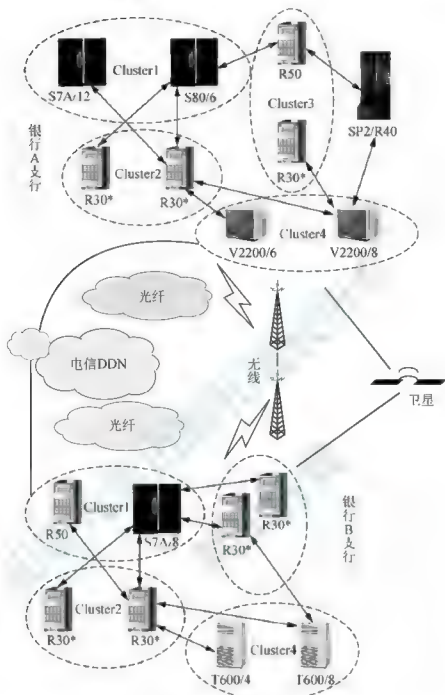 Cluster1
S7A/12
S80/6
R50
Cluster3
SP2/R40
银行A支行
Cluster2
R30*
R30*
R30*
Cluster4
V2200/6
V2200/8
光纤
电信DDN
光纤
无线
卫星
Cluster1
R50
S7A/8
R30*
R30*
银行B支行
Cluster2
R30*
R30*
Cluster4
T600/4
T600/8